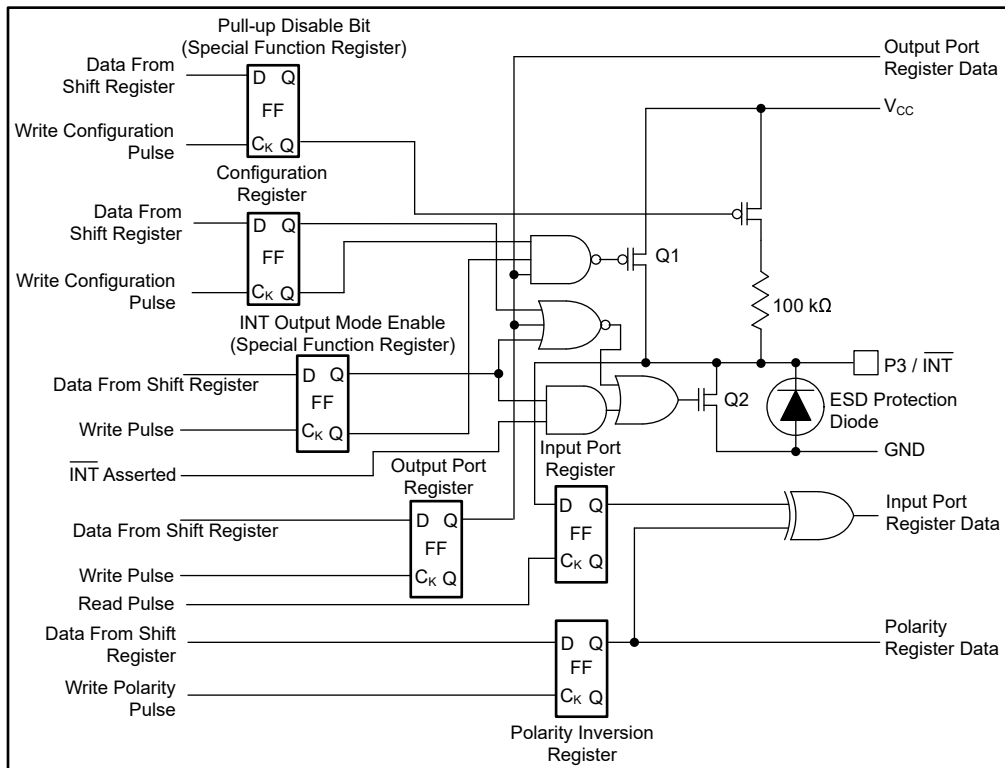 Pull-up Disable Bit
(Special Function Register)
Data From
Shift Register
D Q
FF
Write Configuration
Pulse
CK Q
Output Port
Register Data
VCC
Configuration
Register
Data From
Shift Register
D Q
FF
Write Configuration
Pulse
CK Q
Q1
100 kΩ
INT Output Mode Enable
(Special Function Register)
Data From Shift Register
D Q
FF
Write Pulse
CK Q
P3 / INT
Q2
ESD Protection
Diode
GND
INT Asserted
Output Port
Register
Input Port
Register
Data From Shift Register
D Q
FF
Write Pulse
CK Q
D Q
FF
Read Pulse
CK Q
Input Port
Register Data
Data From Shift
Register
D Q
FF
Write Polarity
Pulse
CK Q
Polarity
Register Data
Polarity Inversion
Register